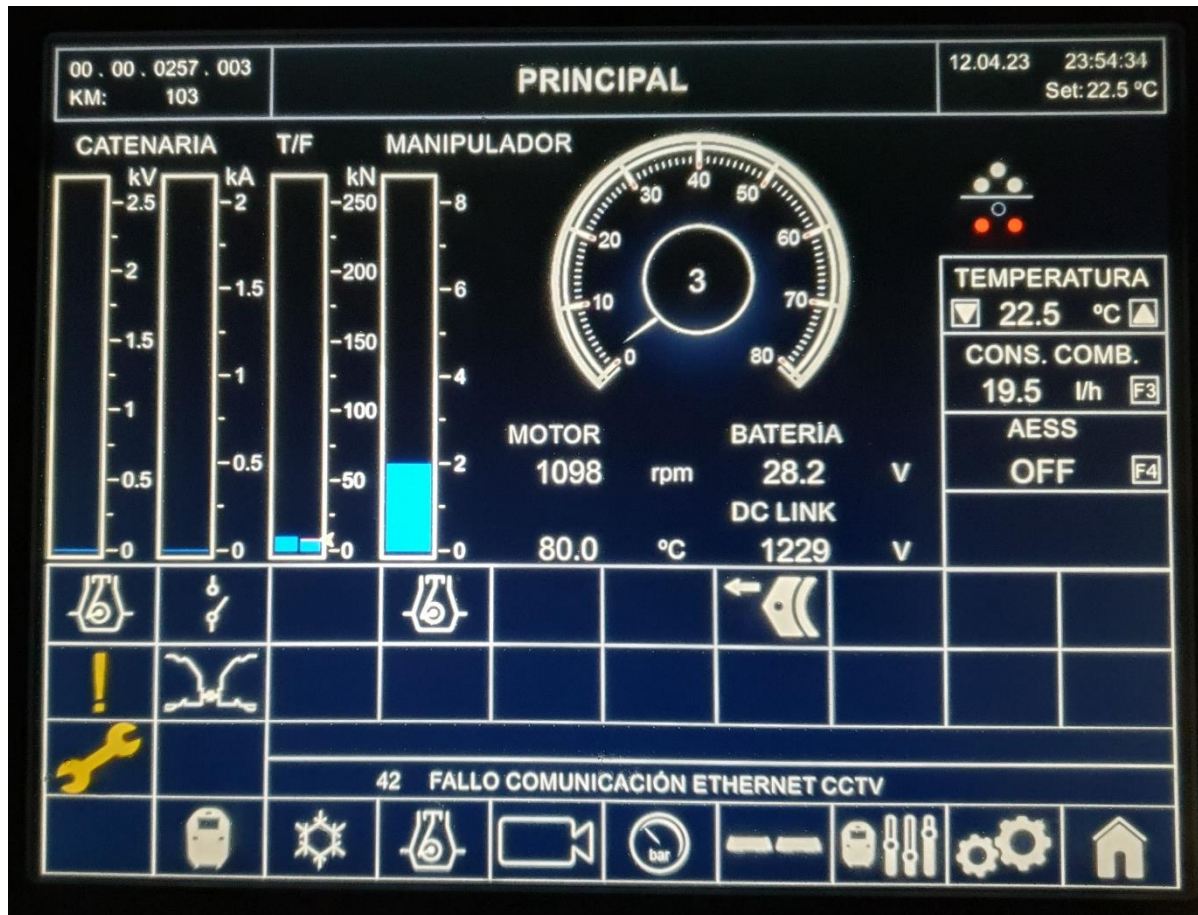 00 . 00 . 0257 . 003
KM: 103
PRINCIPAL
12.04.23 23:54:34
Set: 22.5 ºC
CATENARIA T/F MANIPULADOR
kV kA kN
2.5
2
1.5
1
0.5
0
2
1.5
1
0.5
0
250
200
150
100
50
0
8
6
4
2
0
0
10
20
30
40
50
60
70
80
3
TEMPERATURA
22.5 ºC
CONS. COMB.
19.5 l/h F3
AESS
OFF F4
MOTOR
1098 rpm
80.0 ºC
BATERÍA
28.2 V
DC LINK
1229 V
!
42 FALLO COMUNICACIÓN ETHERNET CCTV
bar